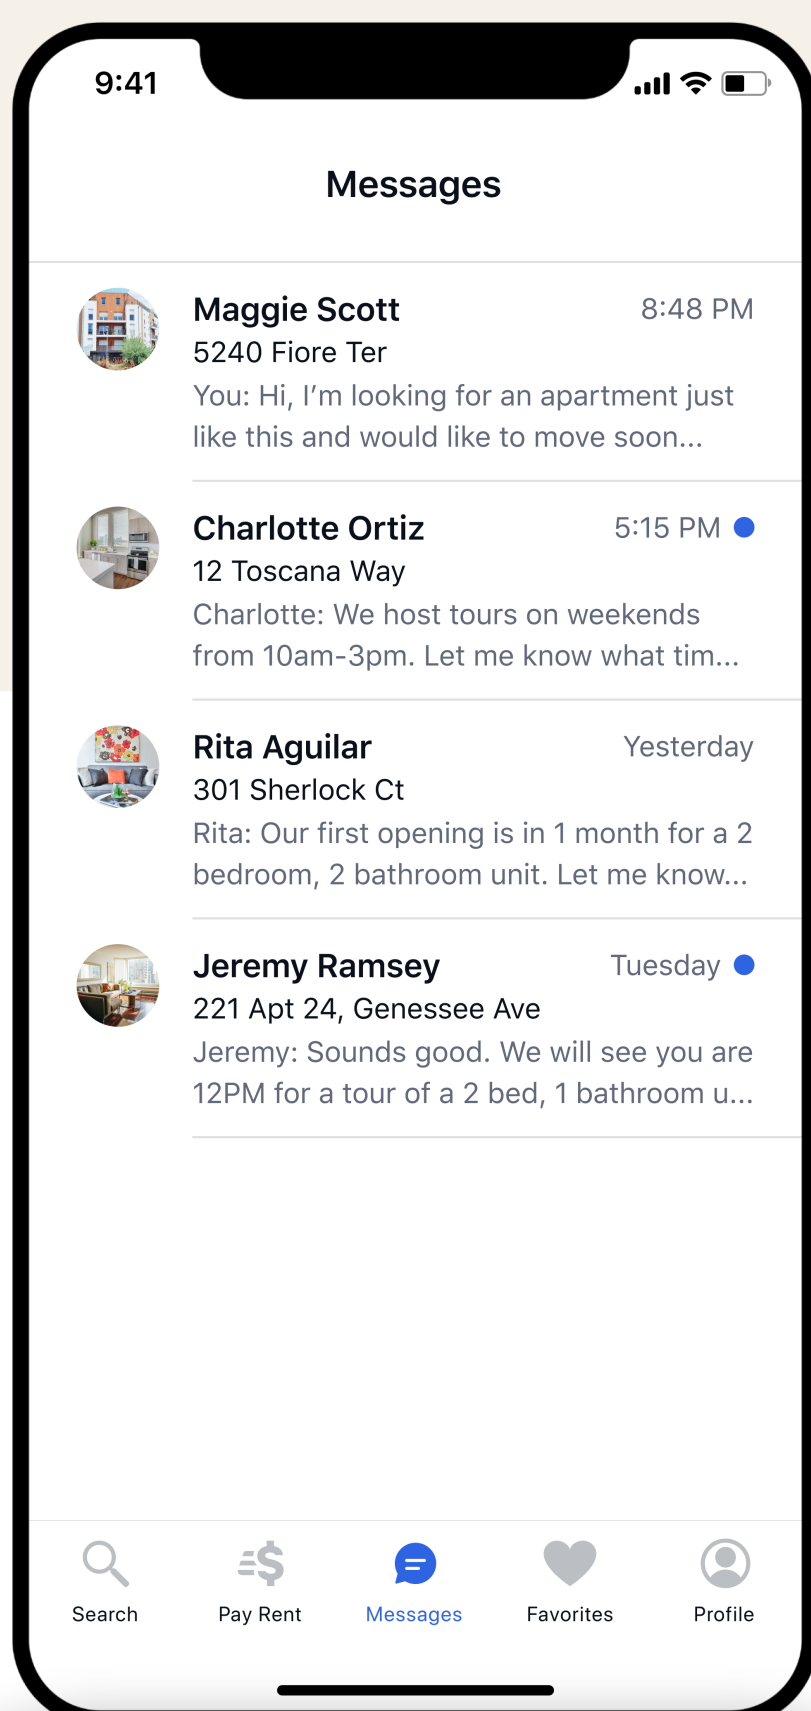 9:41
Messages
Maggie Scott 8:48 PM
5240 Fiore Ter
You: Hi, I’m looking for an apartment just
like this and would like to move soon...
Charlotte Ortiz 5:15 PM
12 Toscana Way
Charlotte: We host tours on weekends
from 10am-3pm. Let me know what tim...
Rita Aguilar Yesterday
301 Sherlock Ct
Rita: Our first opening is in 1 month for a 2
bedroom, 2 bathroom unit. Let me know...
Jeremy Ramsey Tuesday
221 Apt 24, Genessee Ave
Jeremy: Sounds good. We will see you are
12PM for a tour of a 2 bed, 1 bathroom u...
Search Pay Rent Messages Favorites Profile